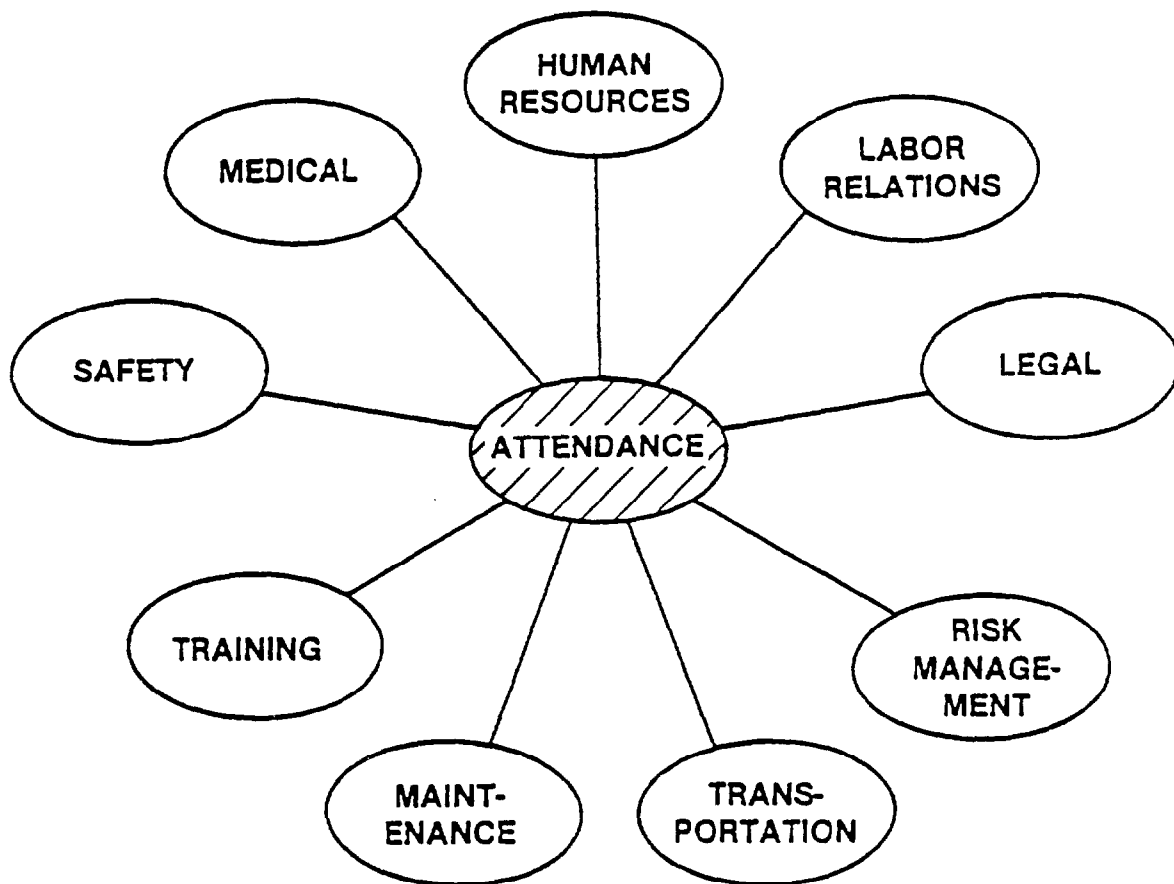 HUMAN
RESOURCES
LABOR
RELATIONS
MEDICAL
LEGAL
SAFETY
ATTENDANCE
TRAINING
RISK
MANAGE-
MENT
MAINT-
ENANCE
TRANS-
PORTATION